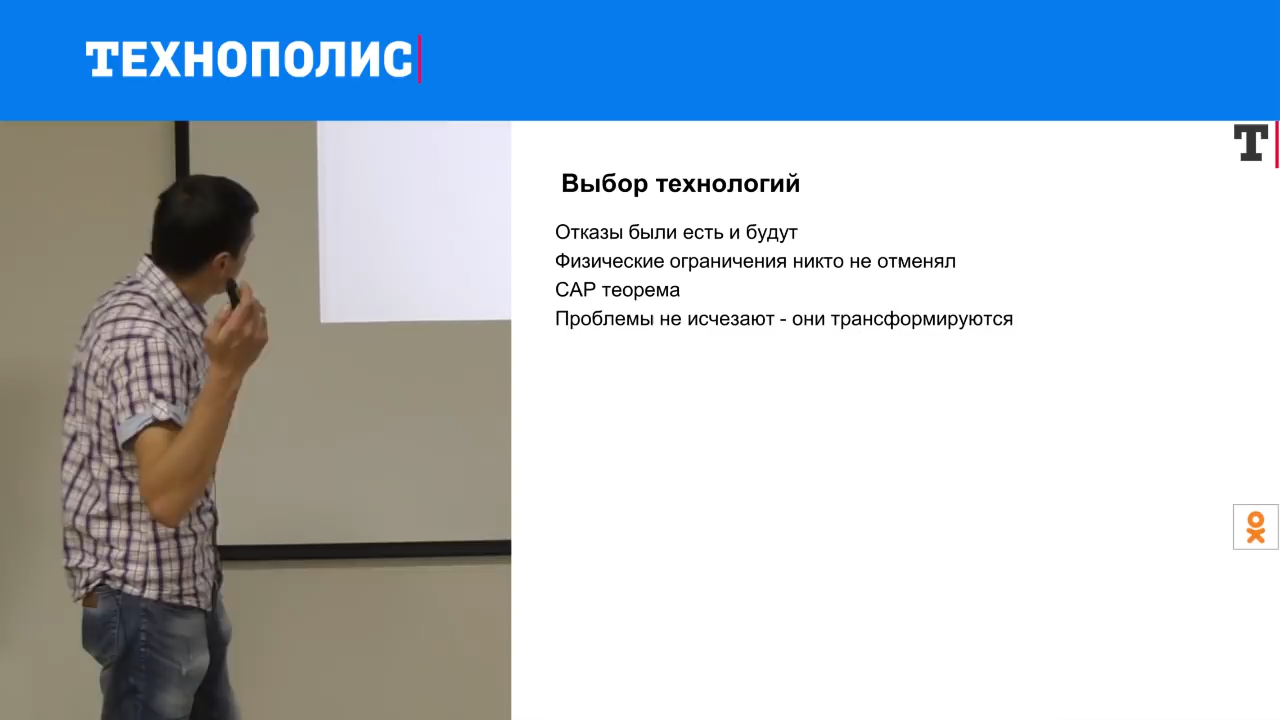 ТЕХНОПОЛИС
Т
Выбор технологий
Отказы были есть и будут
Физические ограничения никто не отменял
CAP теорема
Проблемы не исчезают - они трансформируются